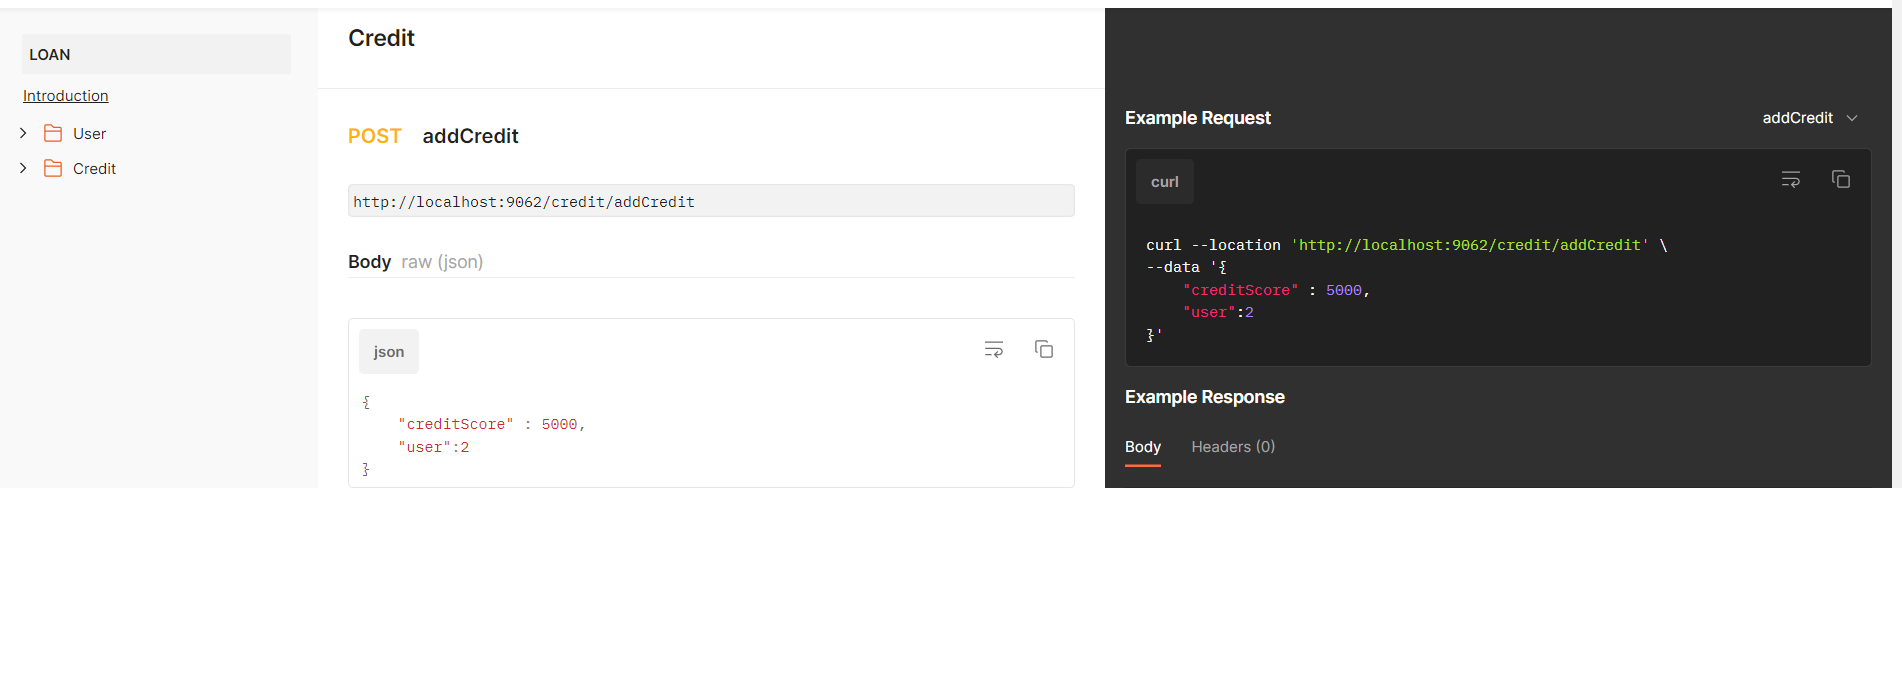 LOAN
Introduction
User
Credit
Credit
POST addCredit
http://localhost:9062/credit/addCredit
Body raw (json)
json
{
    "creditScore" : 5000,
    "user":2
}
Example Request
addCredit
curl
curl --location 'http://localhost:9062/credit/addCredit' \
--data '{
    "creditScore" : 5000,
    "user":2
}'
Example Response
Body Headers (0)